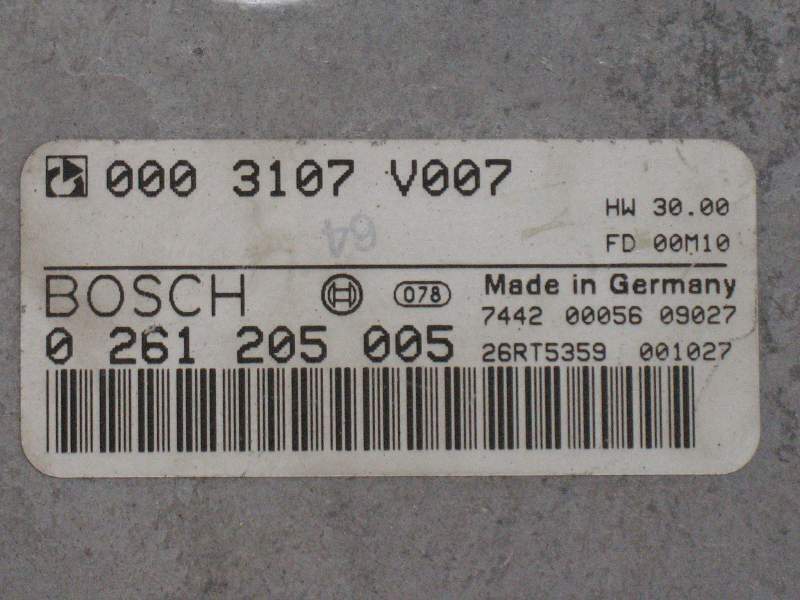 000 3107 V007
HW 30.00
FD 00M10
64
BOSCH 078 Made in Germany
7442 00056 09027
0 261 205 005
26RT5359 001027